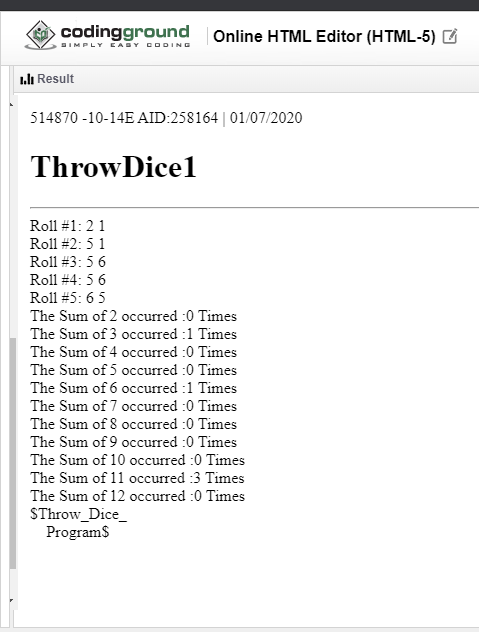 codingground
SIMPLY EASY CODING
Online HTML Editor (HTML-5)
Result
514870 -10-14E AID:258164 | 01/07/2020
ThrowDice1
Roll #1: 2 1
Roll #2: 5 1
Roll #3: 5 6
Roll #4: 5 6
Roll #5: 6 5
The Sum of 2 occurred :0 Times
The Sum of 3 occurred :1 Times
The Sum of 4 occurred :0 Times
The Sum of 5 occurred :0 Times
The Sum of 6 occurred :1 Times
The Sum of 7 occurred :0 Times
The Sum of 8 occurred :0 Times
The Sum of 9 occurred :0 Times
The Sum of 10 occurred :0 Times
The Sum of 11 occurred :3 Times
The Sum of 12 occurred :0 Times
$Throw_Dice_
Program$